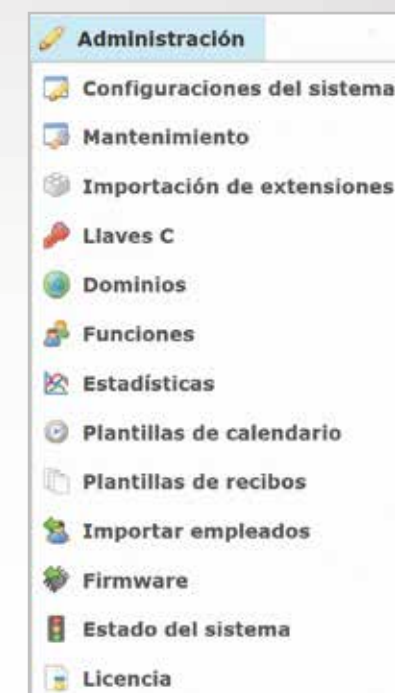 Administración
Configuraciones del sistema
Mantenimiento
Importación de extensiones
Llaves C
Dominios
Funciones
Estadísticas
Plantillas de calendario
Plantillas de recibos
Importar empleados
Firmware
Estado del sistema
Licencia